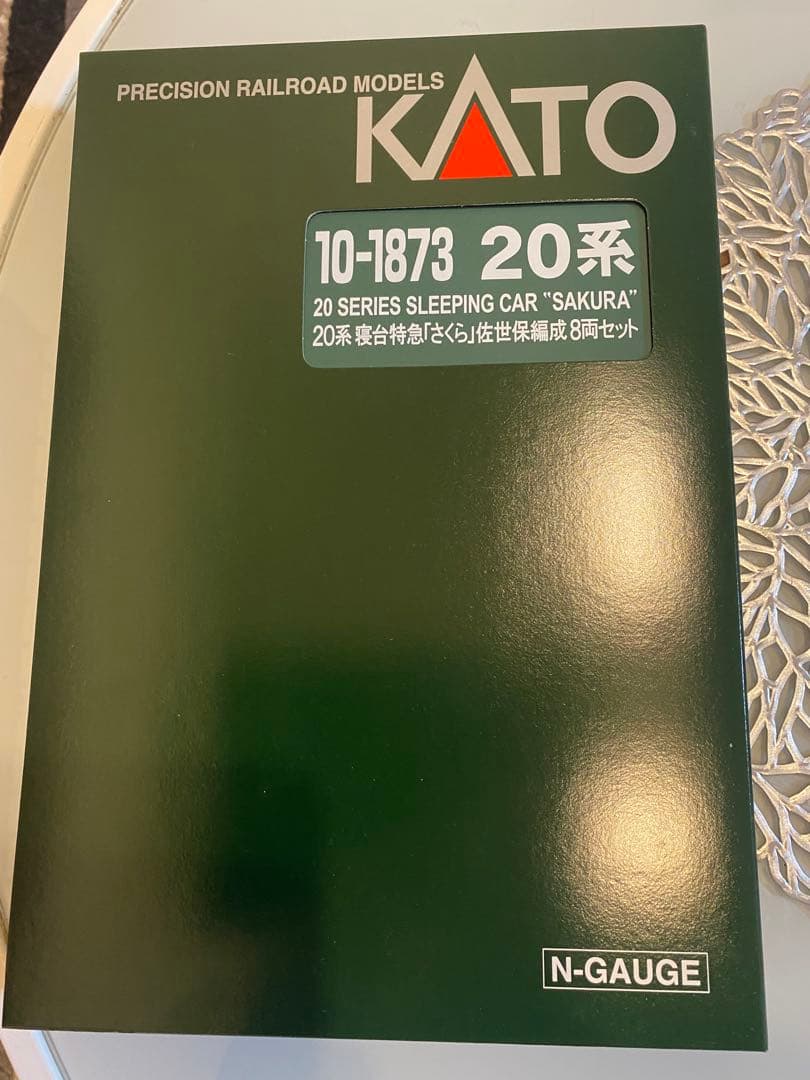 PRECISION RAILROAD MODELS
KATO
10-1873 20系
20 SERIES SLEEPING CAR "SAKURA"
20系 寝台特急「さくら」佐世保編成 8両セット
N-GAUGE